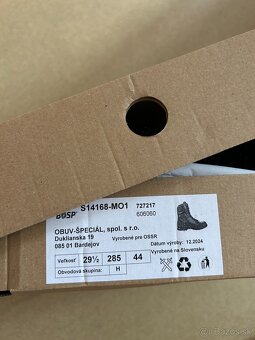 BOSP S14168-MO1 727217
606060
OBUV-ŠPECIÁL, spol. s r.o.
Duklianska 19 Vyrobené pre OSSR
085 01 Bardejov
Dátum výroby: 12.2024
Vyrobené na Slovensku
Veľkosť 29½ 285 44
Obvodová skupina: H